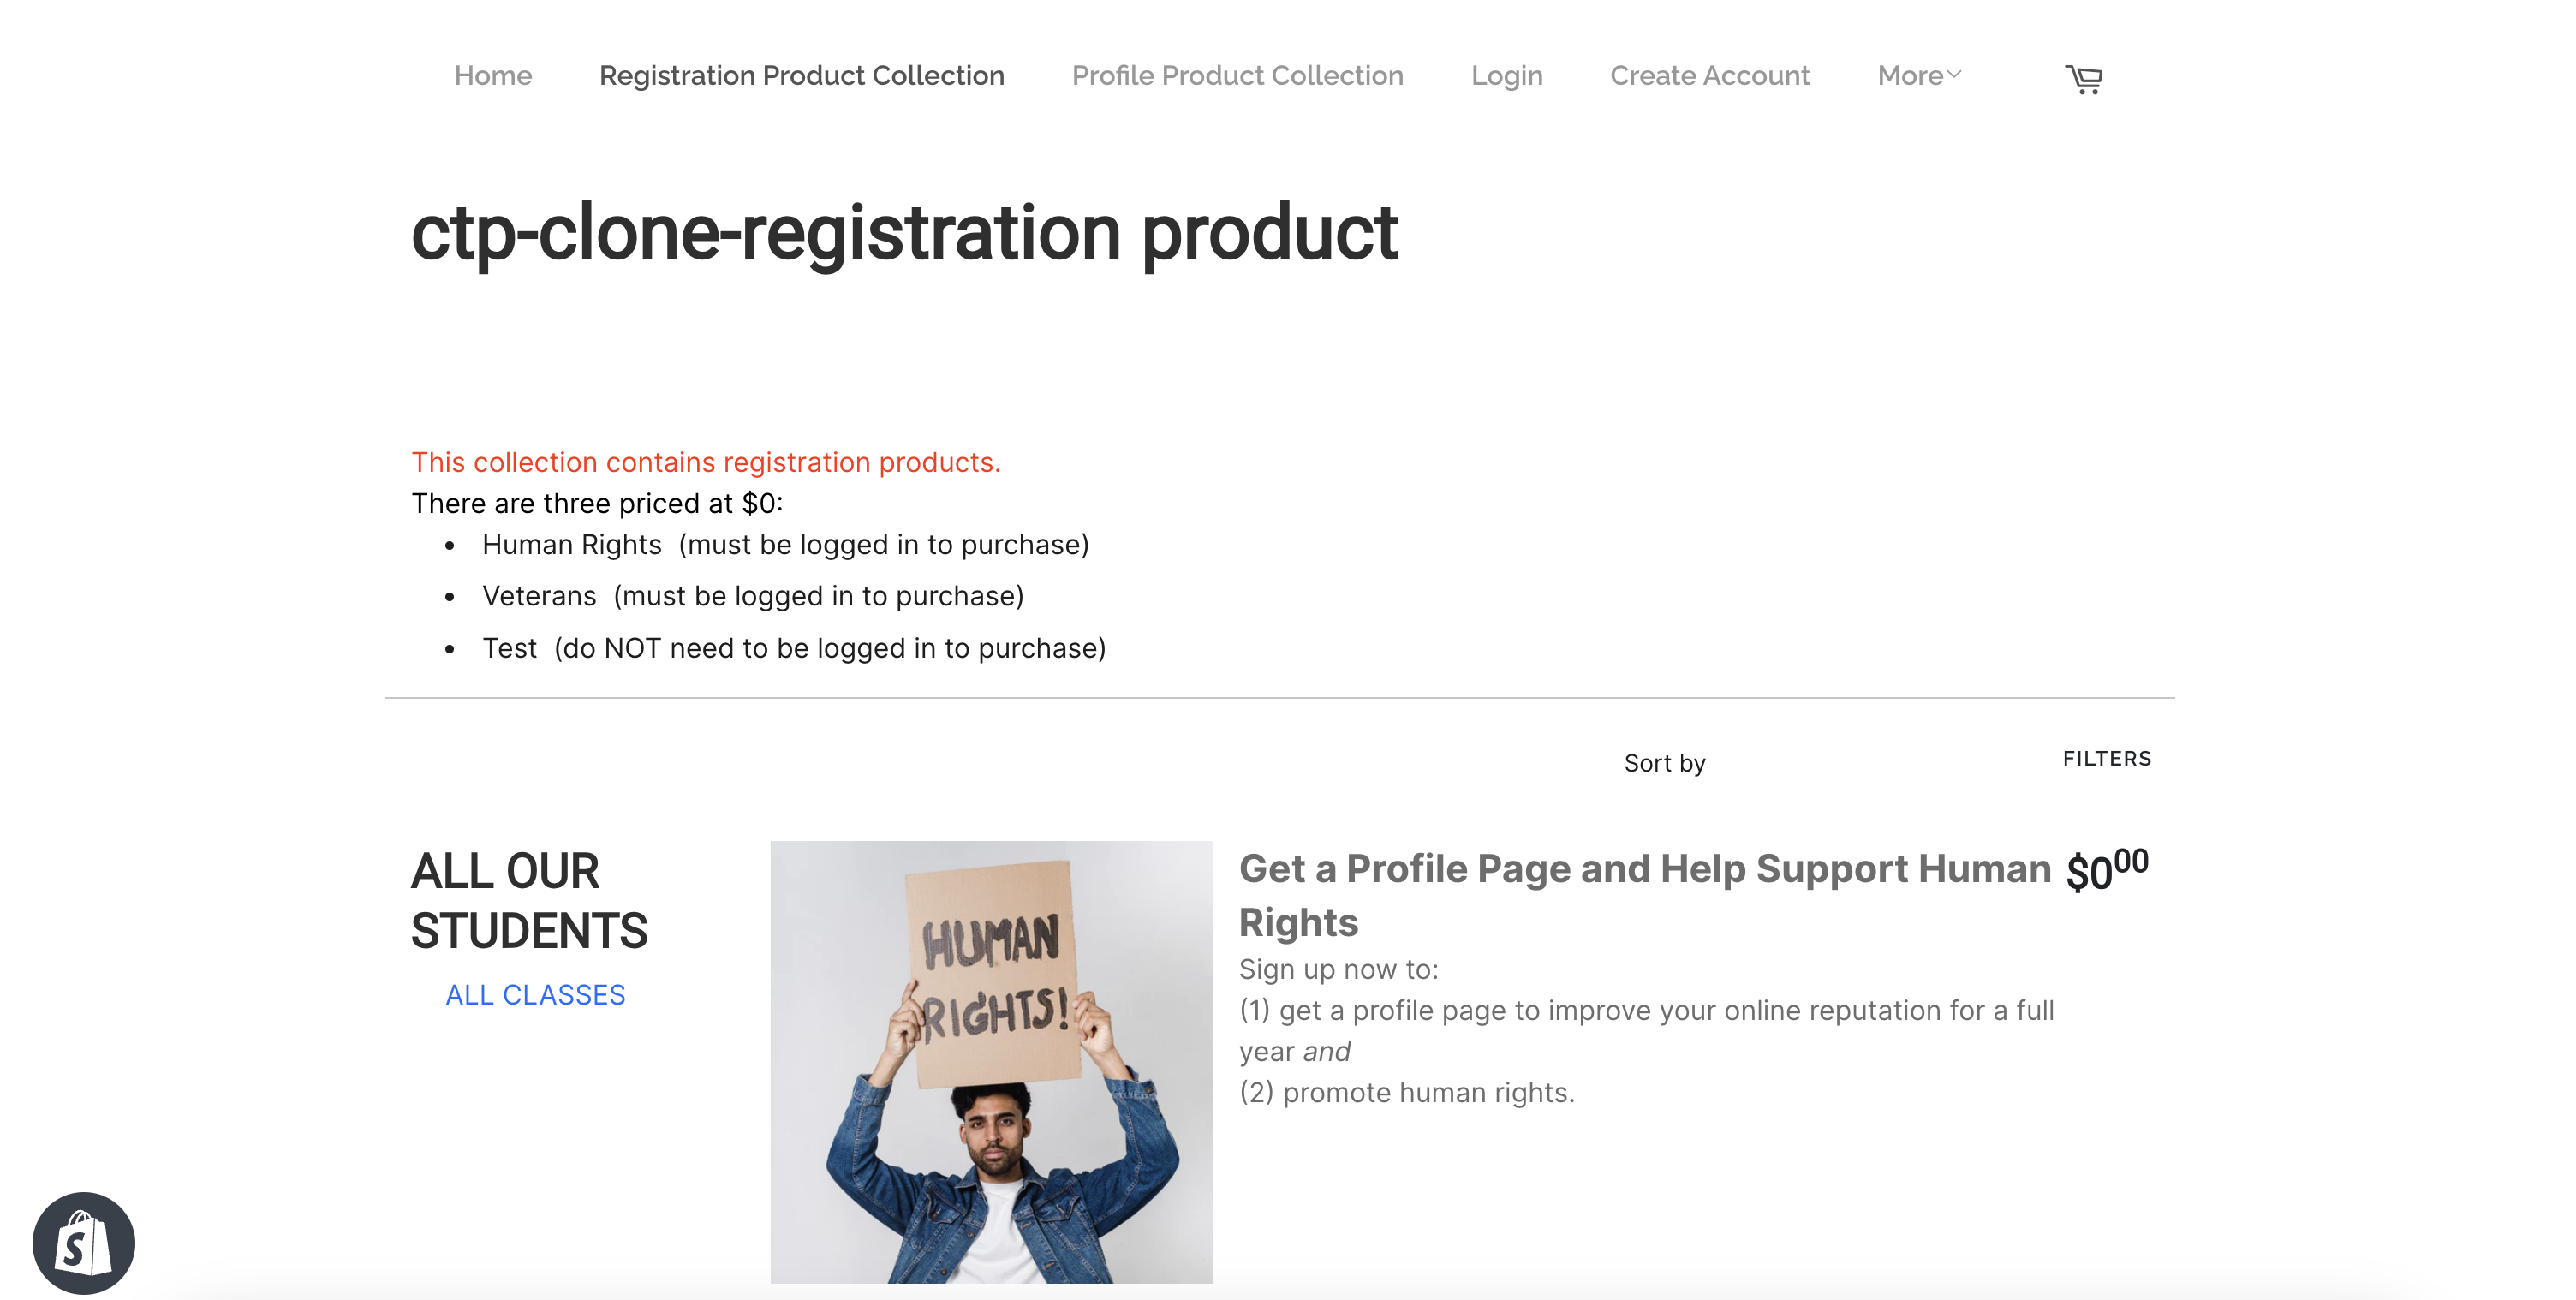 Home Registration Product Collection Profile Product Collection Login Create Account More
ctp-clone-registration product
This collection contains registration products.
There are three priced at $0:
• Human Rights (must be logged in to purchase)
• Veterans (must be logged in to purchase)
• Test (do NOT need to be logged in to purchase)
Sort by FILTERS
ALL OUR
STUDENTS
ALL CLASSES
HUMAN
RIGHTS!
Get a Profile Page and Help Support Human $0⁰⁰
Rights
Sign up now to:
(1) get a profile page to improve your online reputation for a full
year and
(2) promote human rights.
S